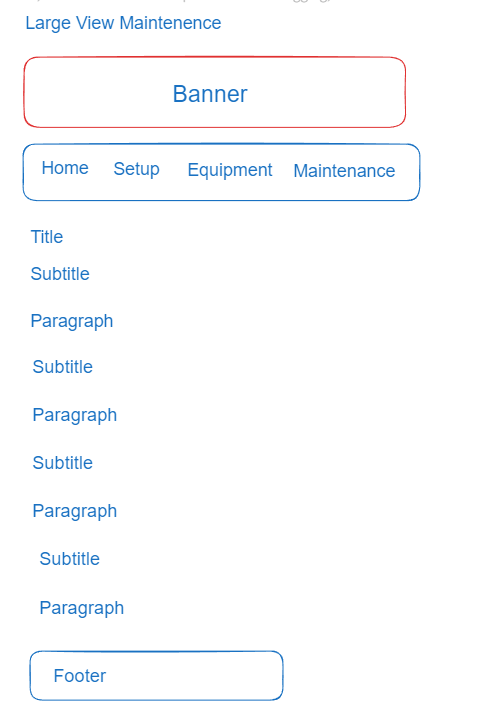 Large View Maintenence
Banner
Home Setup Equipment Maintenance
Title
Subtitle
Paragraph
Subtitle
Paragraph
Subtitle
Paragraph
Subtitle
Paragraph
Footer